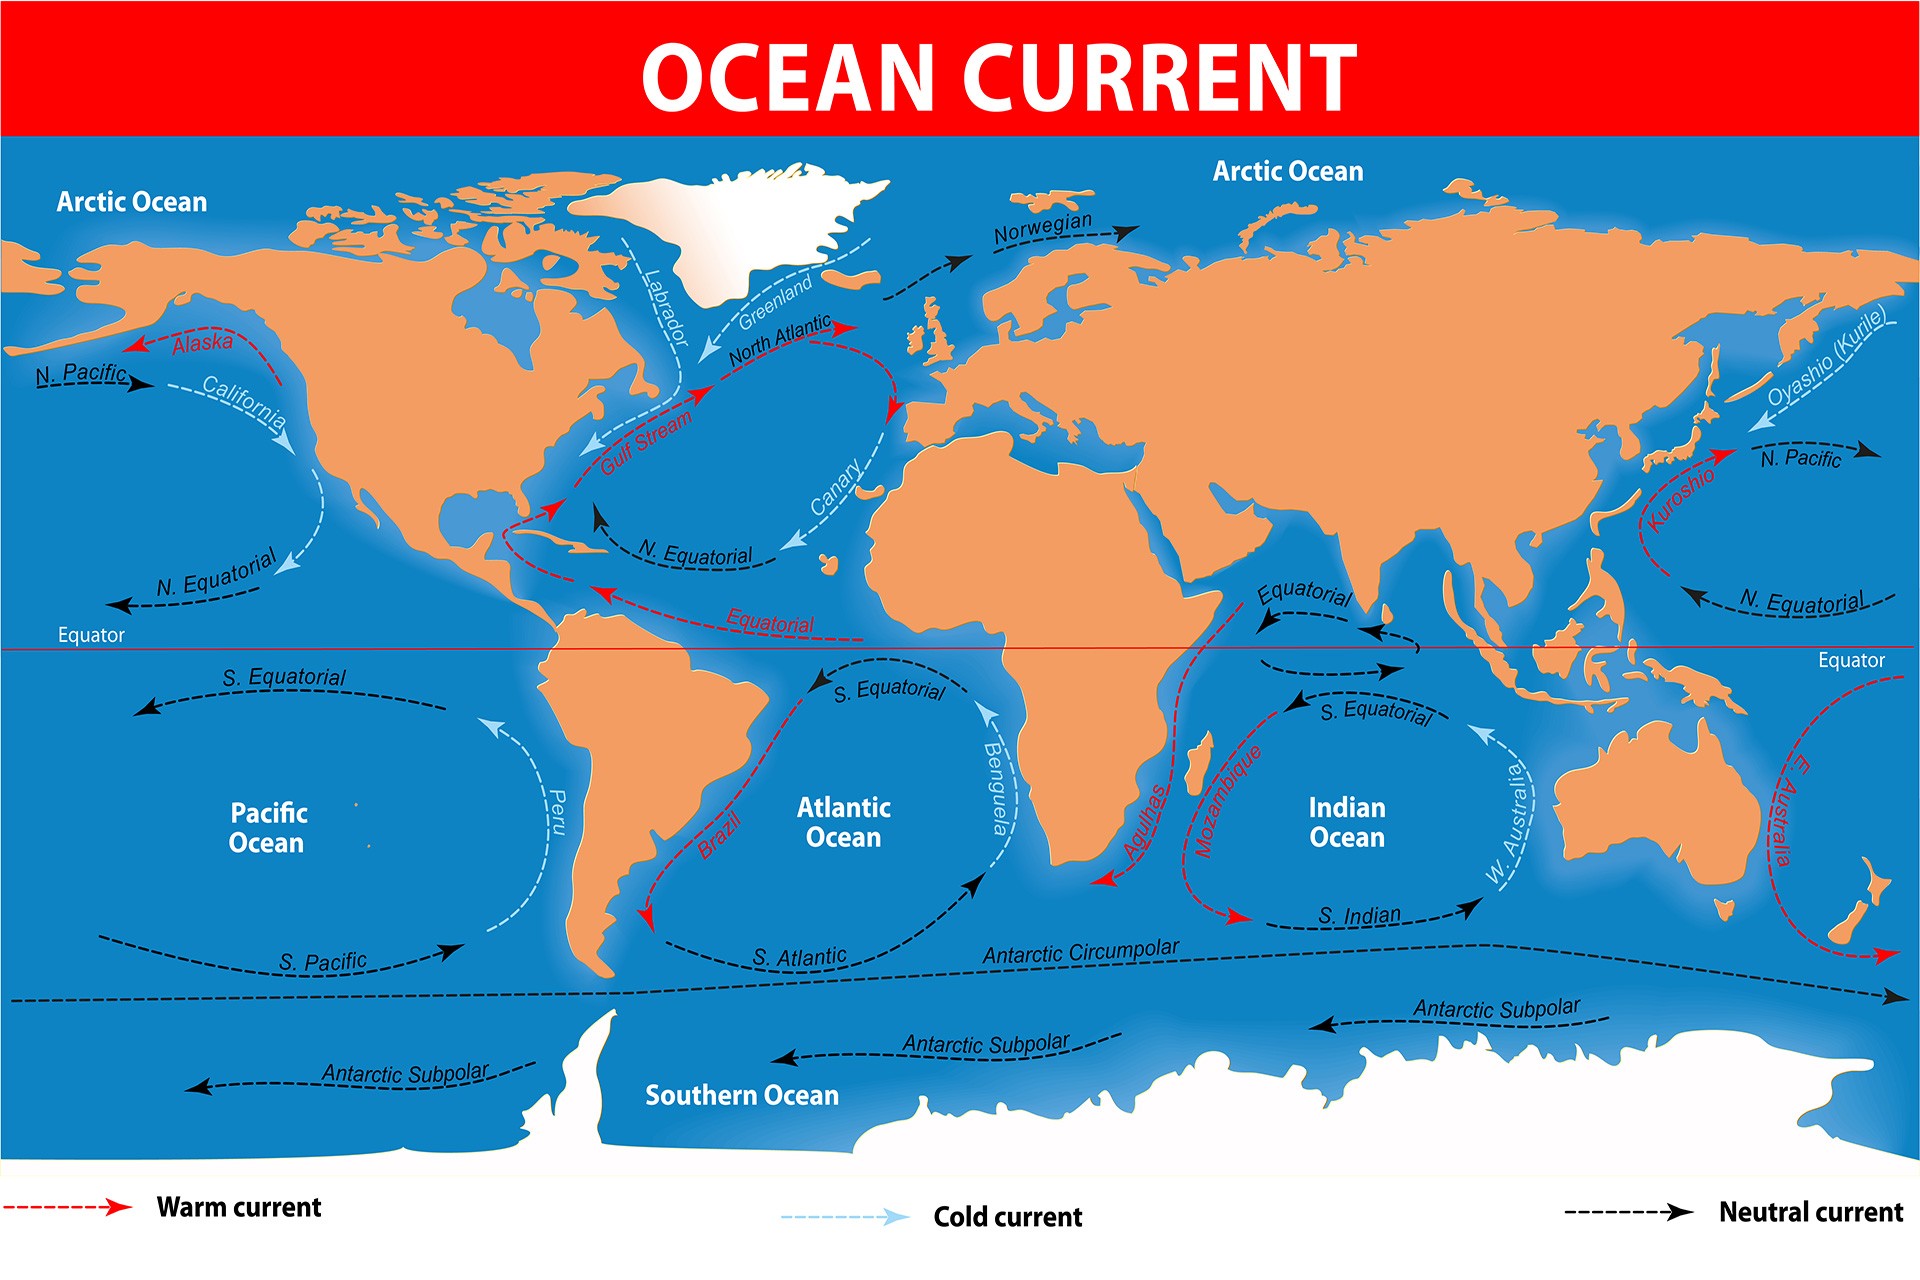 OCEAN CURRENT
Arctic Ocean
Arctic Ocean
Norwegian
Labrador
Greenland
North Atlantic
Alaska
N. Pacific
California
Oyashio (Kurile)
Gulf Stream
Canary
N. Pacific
Kuroshio
N. Equatorial
N. Equatorial
Equatorial
N. Equatorial
Equatorial
Equator
Equator
S. Equatorial
S. Equatorial
S. Equatorial
Peru
Pacific
Ocean
Brazil
Atlantic
Ocean
Benguela
Agulhas
Mozambique
Indian
Ocean
W. Australia
E. Australia
S. Pacific
S. Atlantic
S. Indian
Antarctic Circumpolar
Antarctic Subpolar
Antarctic Subpolar
Antarctic Subpolar
Southern Ocean
Warm current
Cold current
Neutral current